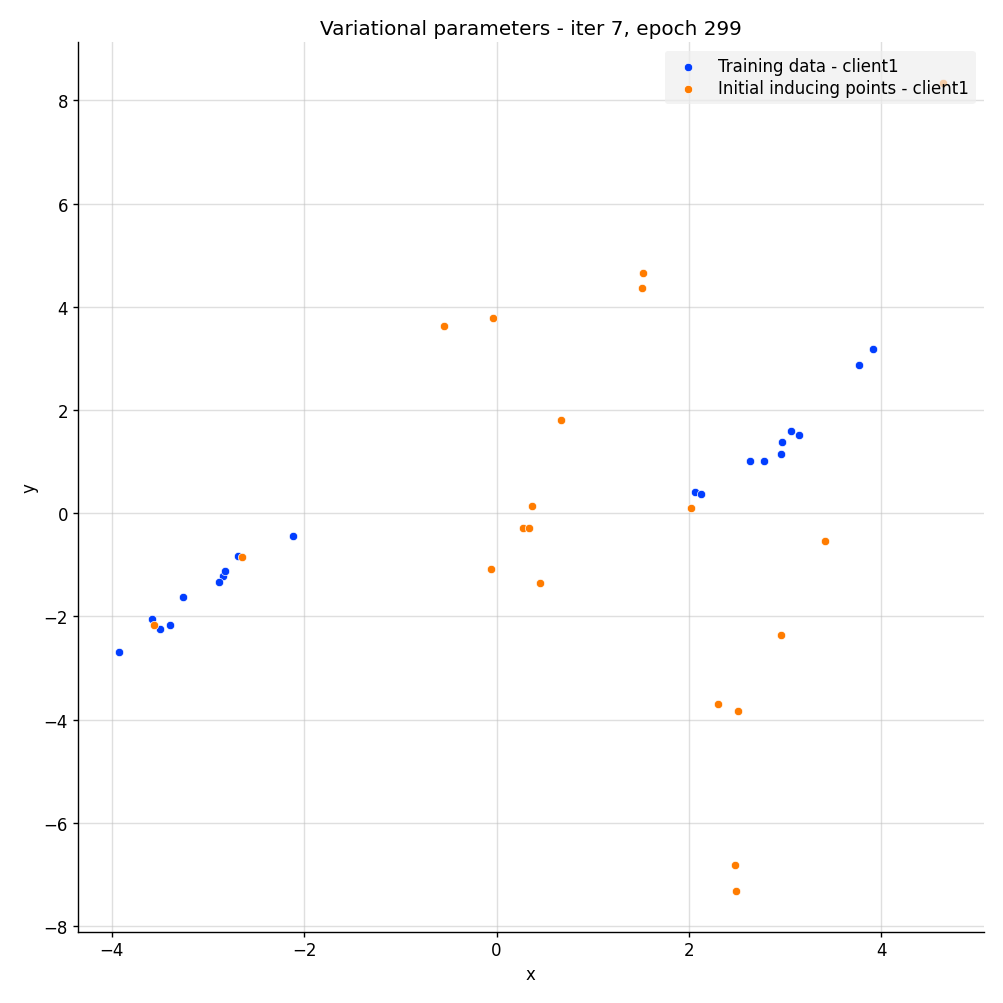 Variational parameters - iter 7, epoch 299
Training data - client1
Initial inducing points - client1
8
6
4
2
0
−2
−4
−6
−8
y
−4 −2 0 2 4
x